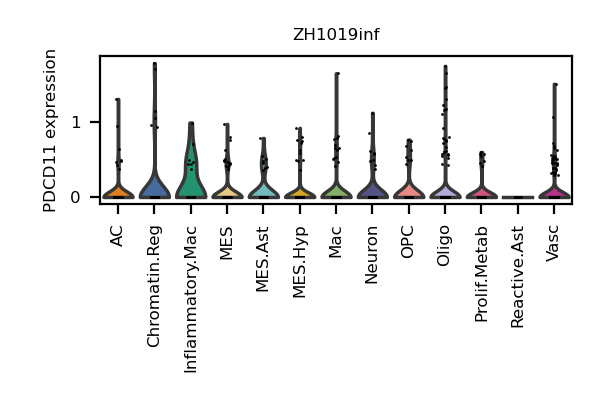 ZH1019inf
PDCD11 expression
1
0
AC
Chromatin.Reg
Inflammatory.Mac
MES
MES.Ast
MES.Hyp
Mac
Neuron
OPC
Oligo
Prolif.Metab
Reactive.Ast
Vasc